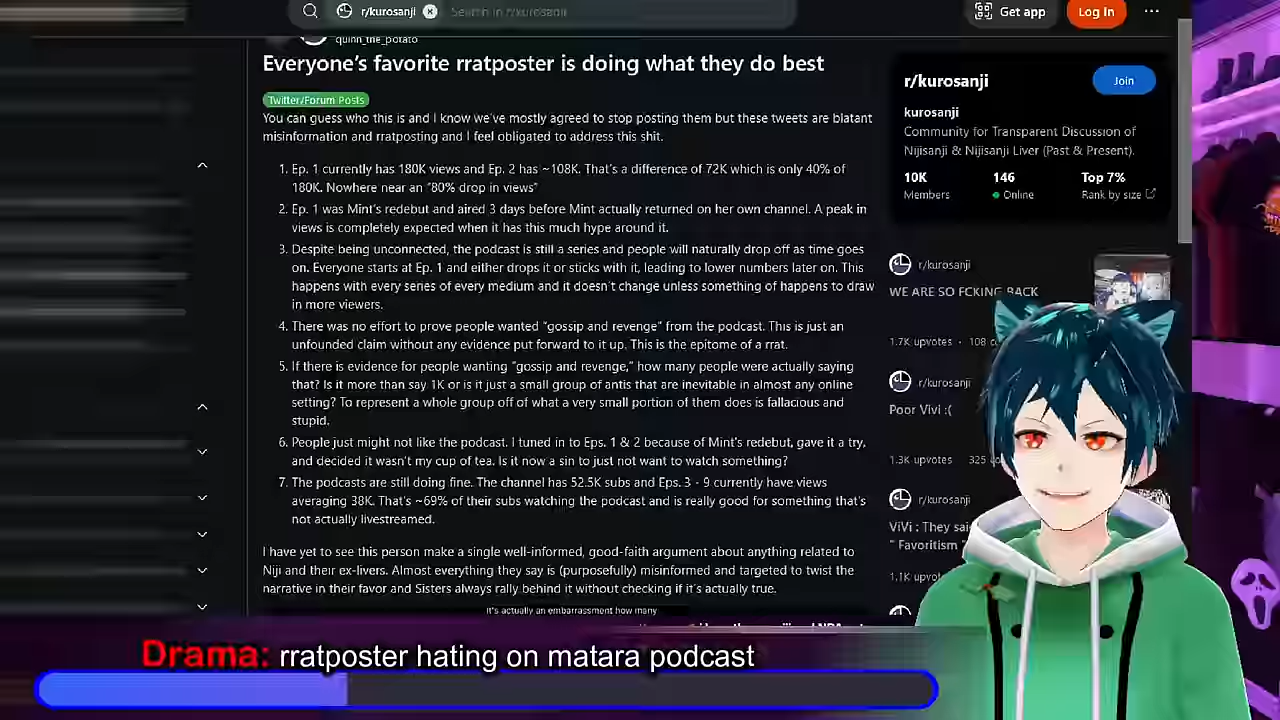 r/kurosanji
Search in r/kurosanji
Get app
Log In
quinn_the_potato
Everyone's favorite rratposter is doing what they do best
Twitter/Forum Posts
You can guess who this is and I know we've mostly agreed to stop posting them but these tweets are blatant
misinformation and rratposting and I feel obligated to address this shit.
1. Ep. 1 currently has 180K views and Ep. 2 has ~108K. That's a difference of 72K which is only 40% of
180K. Nowhere near an "80% drop in views"
2. Ep. 1 was Mint's redebut and aired 3 days before Mint actually returned on her own channel. A peak in
views is completely expected when it has this much hype around it.
3. Despite being unconnected, the podcast is still a series and people will naturally drop off as time goes
on. Everyone starts at Ep. 1 and either drops it or sticks with it, leading to lower numbers later on. This
happens with every series of every medium and it doesn't change unless something of happens to draw
in more viewers.
4. There was no effort to prove people wanted "gossip and revenge" from the podcast. This is just an
unfounded claim without any evidence put forward to it up. This is the epitome of a rrat.
5. If there is evidence for people wanting "gossip and revenge," how many people were actually saying
that? Is it more than say 1K or is it just a small group of antis that are inevitable in almost any online
setting? To represent a whole group off of what a very small portion of them does is fallacious and
stupid.
6. People just might not like the podcast. I tuned in to Eps. 1 & 2 because of Mint's redebut, gave it a try,
and decided it wasn't my cup of tea. Is it now a sin to just not want to watch something?
7. The podcasts are still doing fine. The channel has 52.5K subs and Eps. 3 - 9 currently have views
averaging 38K. That's ~69% of their subs watching the podcast and is really good for something that's
not actually livestreamed.
I have yet to see this person make a single well-informed, good-faith argument about anything related to
Niji and their ex-livers. Almost everything they say is (purposefully) misinformed and targeted to twist the
narrative in their favor and Sisters always rally behind it without checking if it's actually true.
it's actually an embarrassment how many
r/kurosanji
Join
kurosanji
Community for Transparent Discussion of
Nijisanji & Nijisanji Liver (Past & Present).
10K 146 Top 7%
Members Online Rank by size
r/kurosanji
WE ARE SO FCKING BACK
1.7K upvotes · 108
r/kurosanji
Poor Vivi :(
1.3K upvotes 325
r/kurosanji
ViVi : They
" Favoritism "
1.1K
Drama: rratposter hating on matara podcast